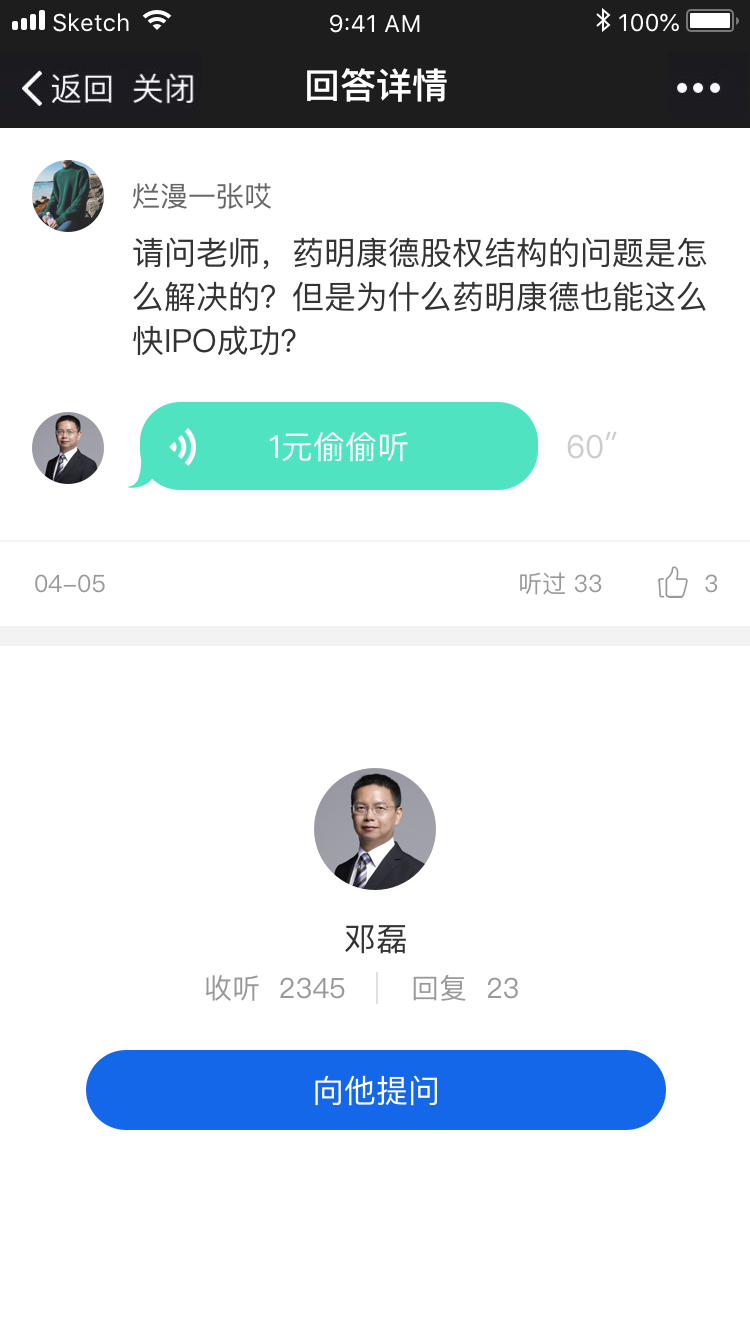 Sketch 9:41 AM 100%
返回 关闭 回答详情
烂漫一张哎
请问老师，药明康德股权结构的问题是怎
么解决的？但是为什么药明康德也能这么
快IPO成功？
1元偷偷听 60″
04–05 听过 33 3
邓磊
收听 2345 回复 23
向他提问